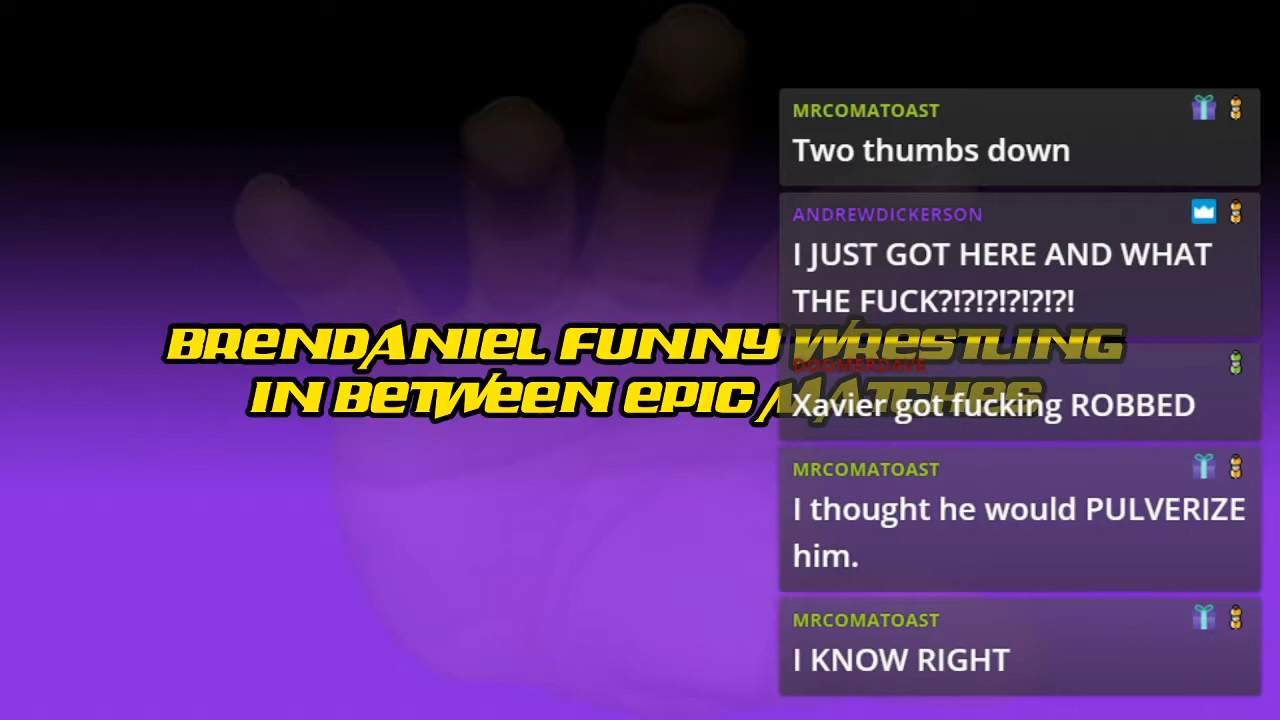 BRENDANIEL FUNNY WRESTLING
IN BETWEEN EPIC MATCHES
MRCOMATOAST
Two thumbs down
ANDREWDICKERSON
I JUST GOT HERE AND WHAT
THE FUCK?!?!?!?!?!?!
DOOMERDAVE
Xavier got fucking ROBBED
MRCOMATOAST
I thought he would PULVERIZE
him.
MRCOMATOAST
I KNOW RIGHT